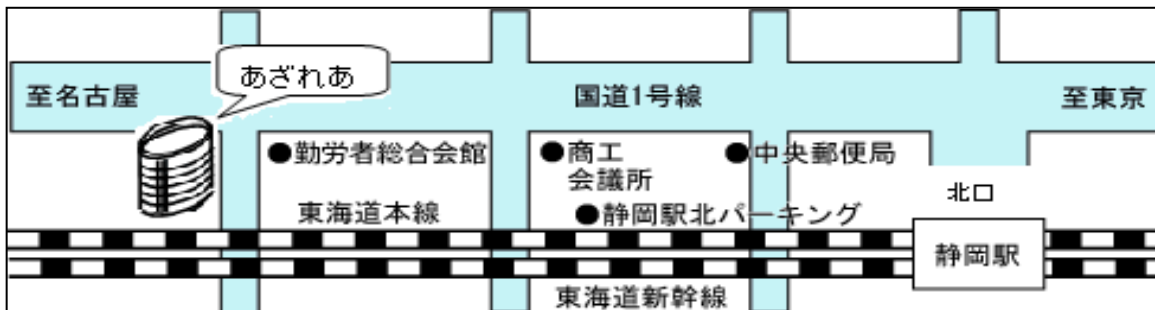 あざれあ
至名古屋
国道1号線
至東京
●勤労者総合会館
●商工
会議所
●中央郵便局
北口
東海道本線
●静岡駅北パーキング
静岡駅
東海道新幹線